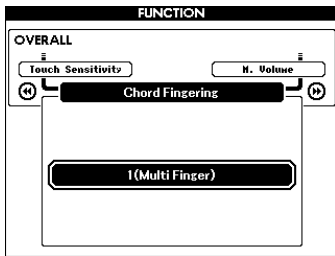 FUNCTION
OVERALL
Touch Sensitivity
M. Volume
Chord Fingering
1(Multi Finger)